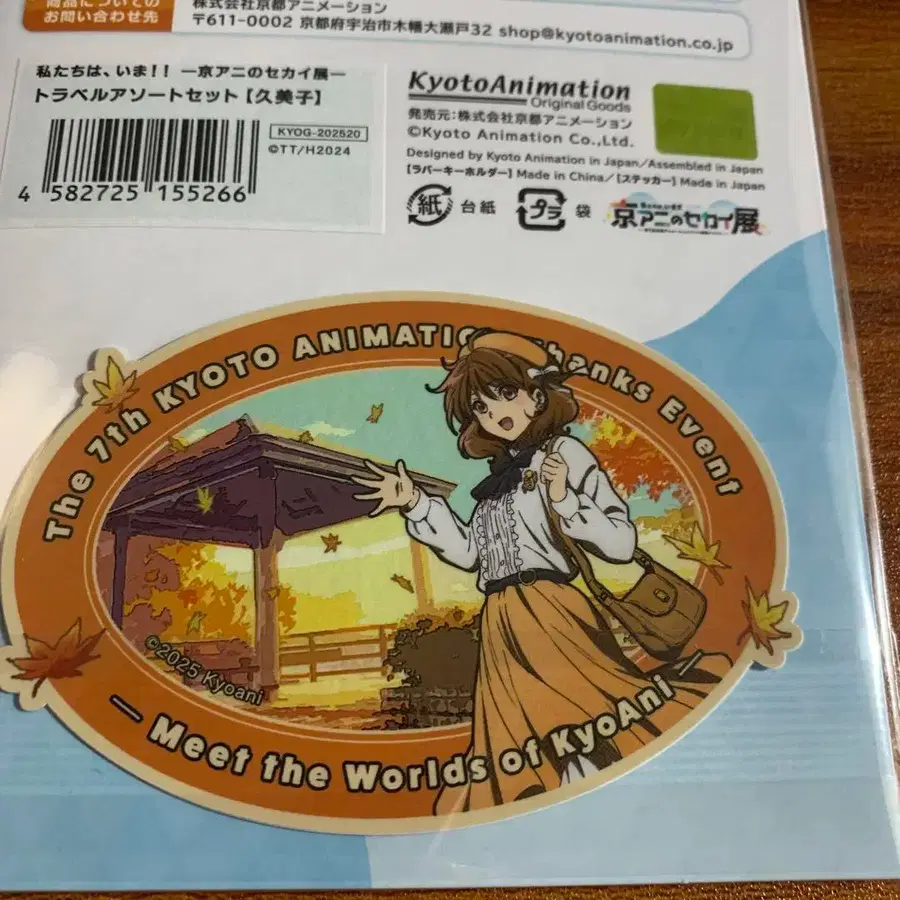 商品についての
お問い合わせ先
株式会社京都アニメーション
〒611-0002 京都府宇治市木幡大瀬戸32 shop@kyotoanimation.co.jp
私たちは、いま!! ―京アニのセカイ展―
トラベルアソートセット【久美子】
KYOG-202520
©TT/H2024
4 582725 155266
KyotoAnimation
Original Goods
発売元:株式会社京都アニメーション
©Kyoto Animation Co.,Ltd.
Designed by Kyoto Animation in Japan/Assembled in Japan
【ラバーキーホルダー】Made in China/【ステッカー】Made in Japan
紙 台紙
プラ 袋
京アニのセカイ展
The 7th KYOTO ANIMATIO Thanks Event
©2025 Kyoani
― Meet the Worlds of KyoAni ―